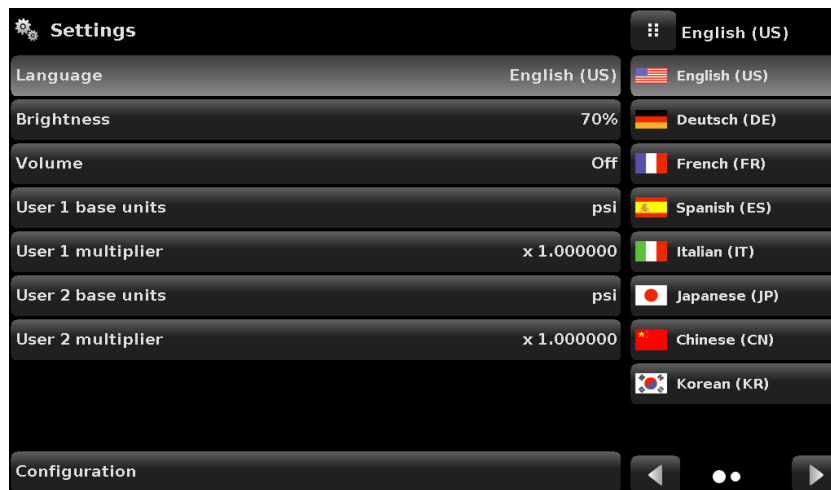 Settings
Language English (US)
Brightness 70%
Volume Off
User 1 base units psi
User 1 multiplier x 1.000000
User 2 base units psi
User 2 multiplier x 1.000000
Configuration
English (US)
English (US)
Deutsch (DE)
French (FR)
Spanish (ES)
Italian (IT)
Japanese (JP)
Chinese (CN)
Korean (KR)